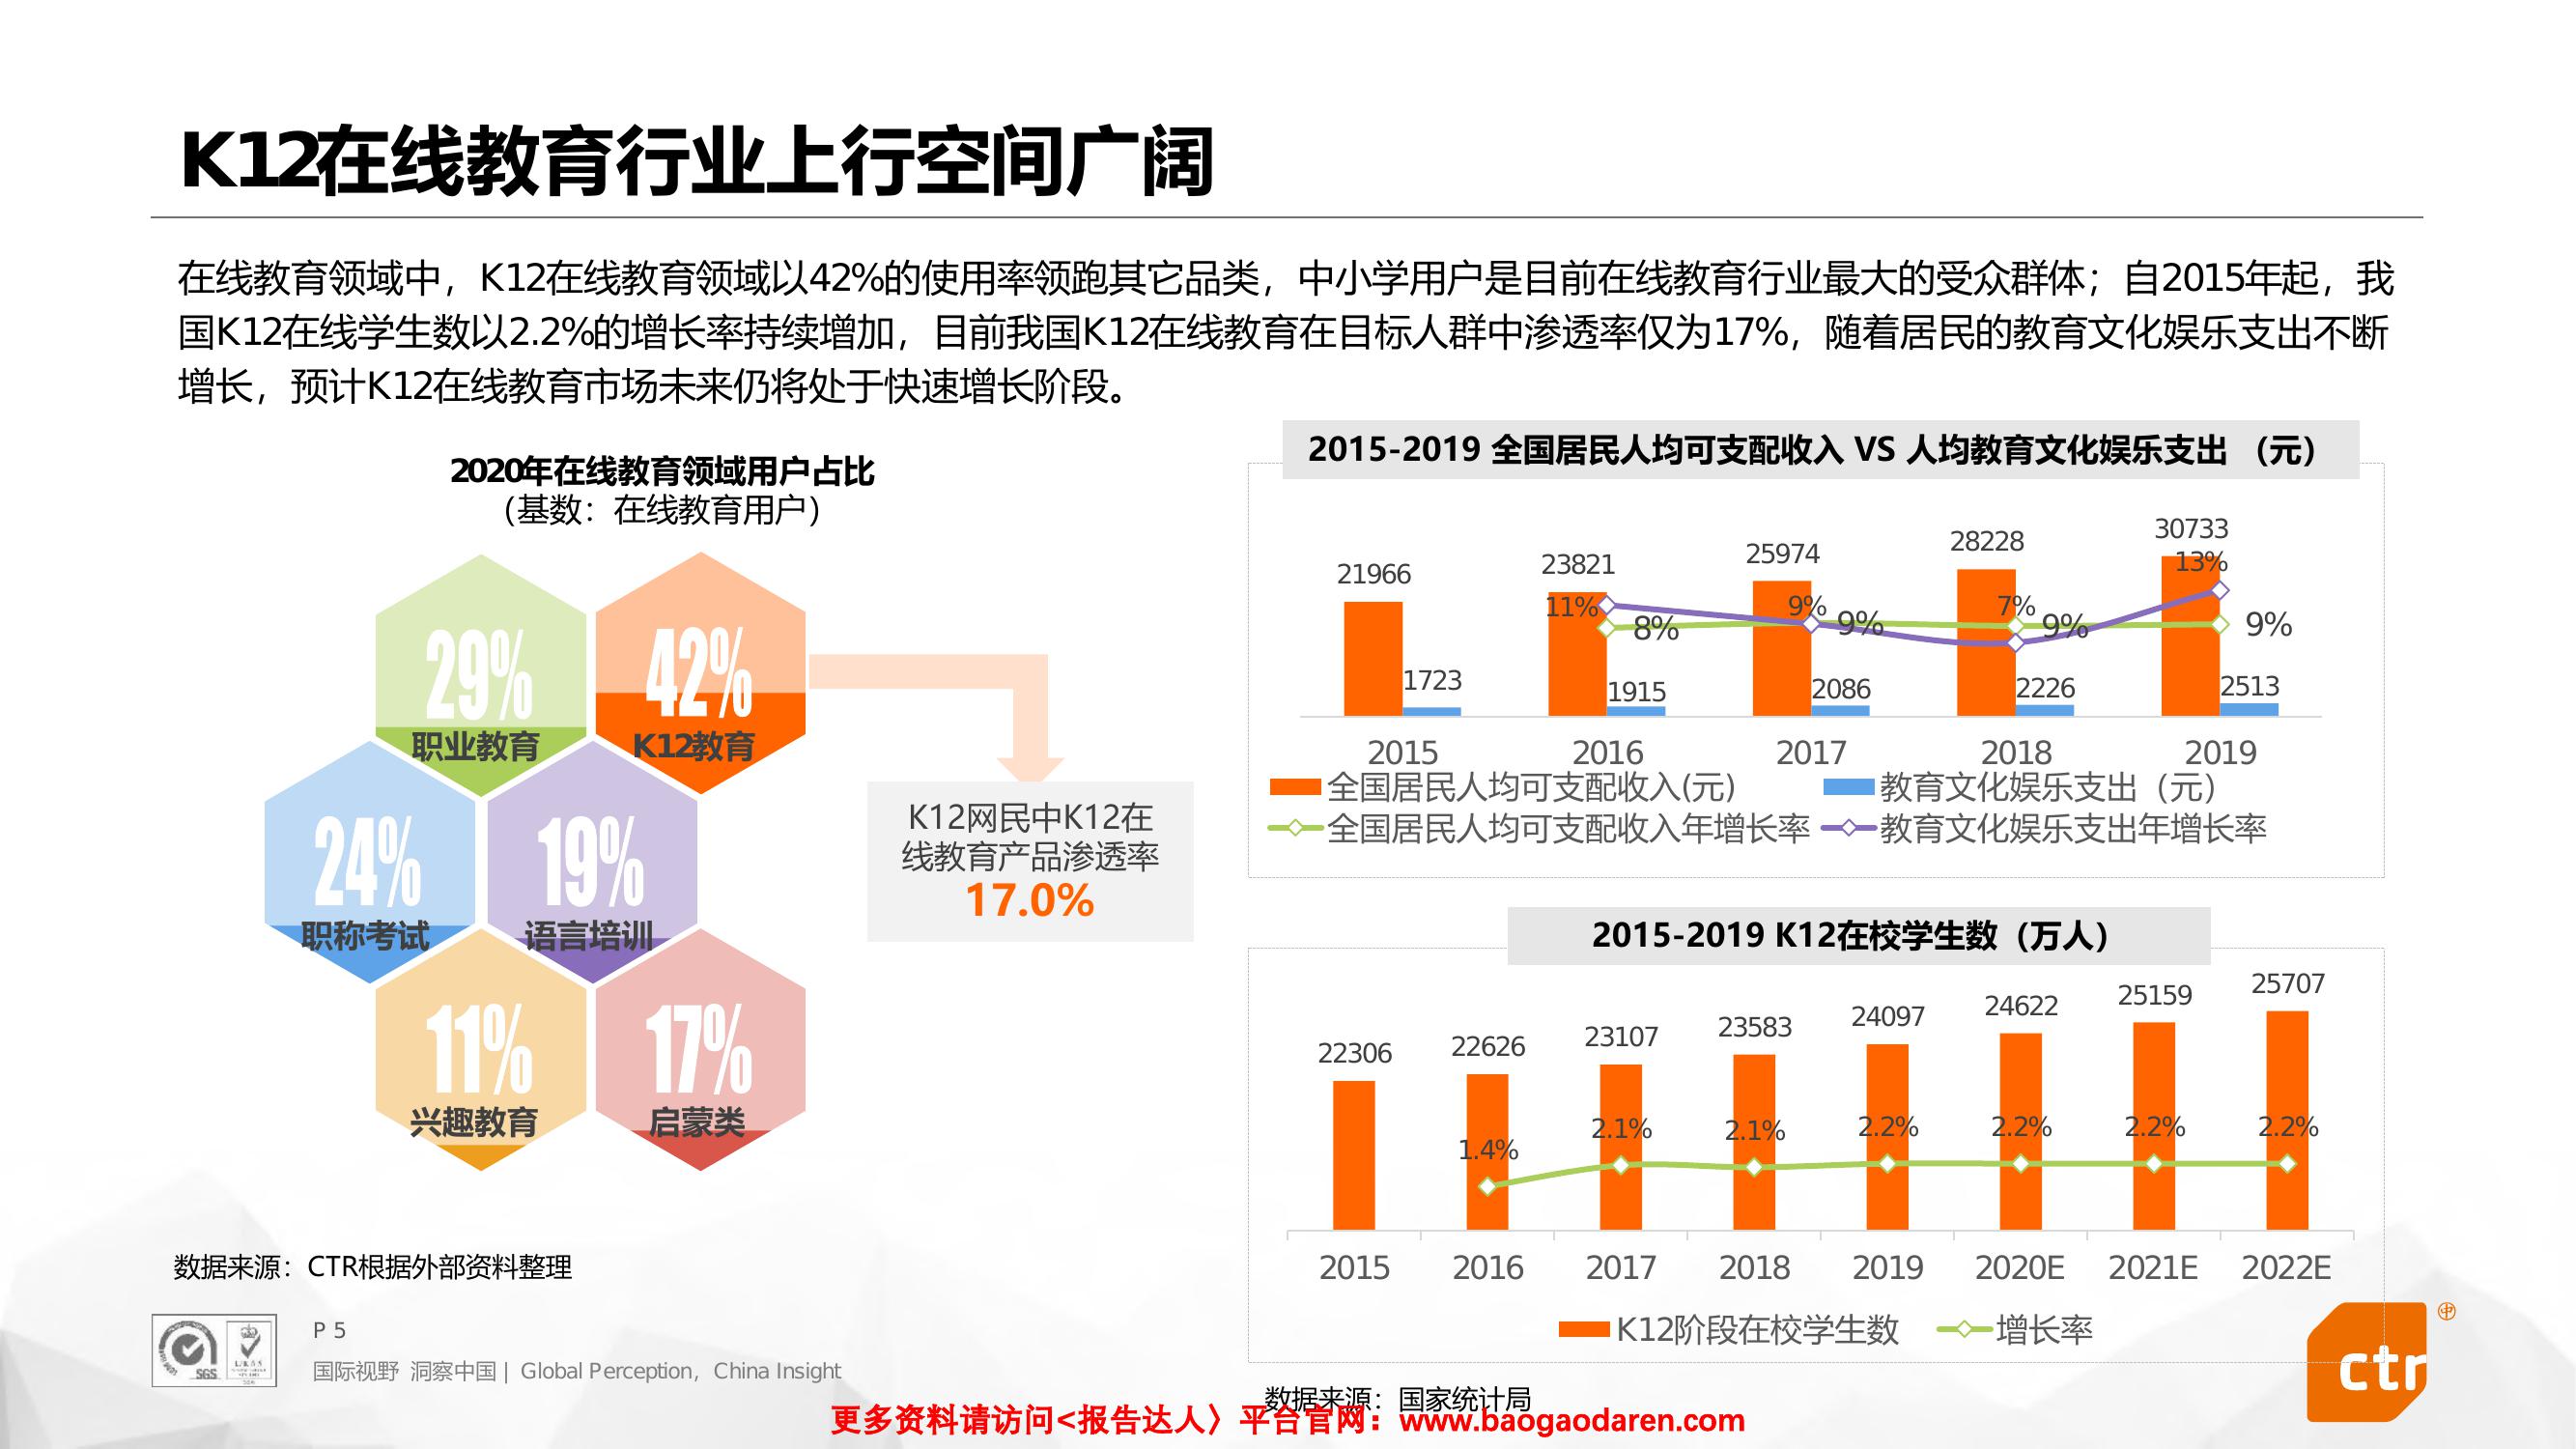 K12在线教育行业上行空间广阔
在线教育领域中，K12在线教育领域以42%的使用率领跑其它品类，中小学用户是目前在线教育行业最大的受众群体；自2015年起，我
国K12在线学生数以2.2%的增长率持续增加，目前我国K12在线教育在目标人群中渗透率仅为17%，随着居民的教育文化娱乐支出不断
增长，预计K12在线教育市场未来仍将处于快速增长阶段。
2020年在线教育领域用户占比
（基数：在线教育用户）
29%
职业教育
42%
K12教育
24%
职称考试
19%
语言培训
11%
兴趣教育
17%
启蒙类
K12网民中K12在
线教育产品渗透率
17.0%
数据来源：CTR根据外部资料整理
2015-2019 全国居民人均可支配收入 VS 人均教育文化娱乐支出 （元）
21966 23821 25974 28228 30733
11% 9% 7% 13%
8% 9% 9% 9%
1723 1915 2086 2226 2513
2015 2016 2017 2018 2019
全国居民人均可支配收入(元) 教育文化娱乐支出（元）
全国居民人均可支配收入年增长率 教育文化娱乐支出年增长率
2015-2019 K12在校学生数（万人）
22306 22626 23107 23583 24097 24622 25159 25707
1.4% 2.1% 2.1% 2.2% 2.2% 2.2% 2.2%
2015 2016 2017 2018 2019 2020E 2021E 2022E
K12阶段在校学生数 增长率
数据来源：国家统计局
SGS
P 5
国际视野 洞察中国 | Global Perception，China Insight
ctr
中
更多资料请访问<报告达人〉平台官网：www.baogaodaren.com